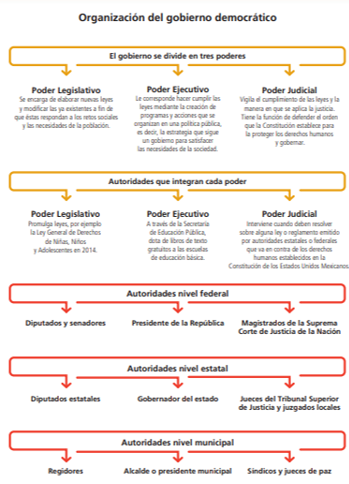 Organización del gobierno democrático
El gobierno se divide en tres poderes
Poder Legislativo
Se encarga de elaborar nuevas leyes
y modificar las ya existentes a fin de
que éstas respondan a los retos sociales
y las necesidades de la población.
Poder Ejecutivo
Le corresponde hacer cumplir las
leyes mediante la creación de
programas y acciones que se
organizan en una política pública,
es decir, la estrategia que sigue
un gobierno para satisfacer
las necesidades de la sociedad.
Poder Judicial
Vigila el cumplimiento de las leyes y la
manera en que se aplica la justicia.
Tiene la función de defender el orden
que la Constitución establece para
la proteger los derechos humanos
y gobernar.
Autoridades que integran cada poder
Poder Legislativo
Promulga leyes, por ejemplo
la Ley General de Derechos
de Niñas, Niños
y Adolescentes en 2014.
Poder Ejecutivo
A través de la Secretaría
de Educación Pública,
dota de libros de texto
gratuitos a las escuelas
de educación básica.
Poder Judicial
Interviene cuando deben resolver
sobre alguna ley o reglamento emitido
por autoridades estatales o federales
que va en contra de los derechos
humanos establecidos en la
Constitución de los Estados Unidos Mexicanos
Autoridades nivel federal
Diputados y senadores
Presidente de la República
Magistrados de la Suprema
Corte de Justicia de la Nación
Autoridades nivel estatal
Diputados estatales
Gobernador del estado
Jueces del Tribunal Superior
de Justicia y juzgados locales
Autoridades nivel municipal
Regidores
Alcalde o presidente municipal
Síndicos y jueces de paz